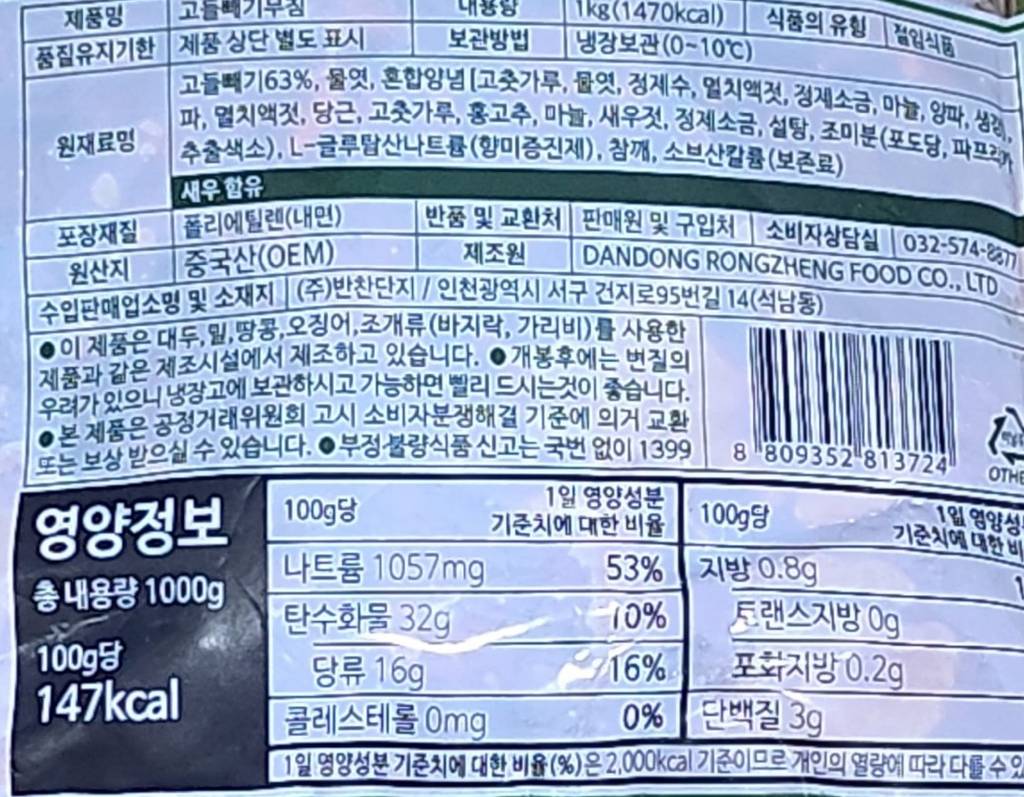 제품명 고들빼기무침 내용량 1kg(1470kcal) 식품의 유형 절임식품
품질유지기한 제품 상단 별도 표시 보관방법 냉장보관(0~10℃)
원재료명 고들빼기63%, 물엿, 혼합양념[고춧가루, 물엿, 정제수, 멸치액젓, 정제소금, 마늘, 양파, 생강],
파, 멸치액젓, 당근, 고춧가루, 홍고추, 마늘, 새우젓, 정제소금, 설탕, 조미분(포도당, 파프리카
추출색소), L-글루탐산나트륨(향미증진제), 참깨, 소브산칼륨(보존료)
새우 함유
포장재질 폴리에틸렌(내면) 반품 및 교환처 판매원 및 구입처 소비자상담실 032-574-8877
원산지 중국산(OEM) 제조원 DANDONG RONGZHENG FOOD CO., LTD
수입판매업소명 및 소재지 (주)반찬단지 / 인천광역시 서구 건지로95번길 14(석남동)
●이 제품은 대두,밀,땅콩,오징어,조개류(바지락, 가리비)를 사용한
제품과 같은 제조시설에서 제조하고 있습니다. ●개봉후에는 변질의
우려가 있으니 냉장고에 보관하시고 가능하면 빨리 드시는것이 좋습니다.
●본 제품은 공정거래위원회 고시 소비자분쟁해결 기준에 의거 교환
또는 보상 받으실 수 있습니다. ●부정·불량식품 신고는 국번 없이 1399
8 809352 813724
OTHE
영양정보
총 내용량 1000g
100g당
147kcal
100g당 1일 영양성분
기준치에 대한 비율
나트륨 1057mg 53%
탄수화물 32g 10%
당류 16g 16%
콜레스테롤 0mg 0%
100g당 1일 영양성
기준치에 대한 비
지방 0.8g 1
트랜스지방 0g
포화지방 0.2g
단백질 3g
1일 영양성분 기준치에 대한 비율(%)은 2,000kcal 기준이므로 개인의 열량에 따라 다를 수 있